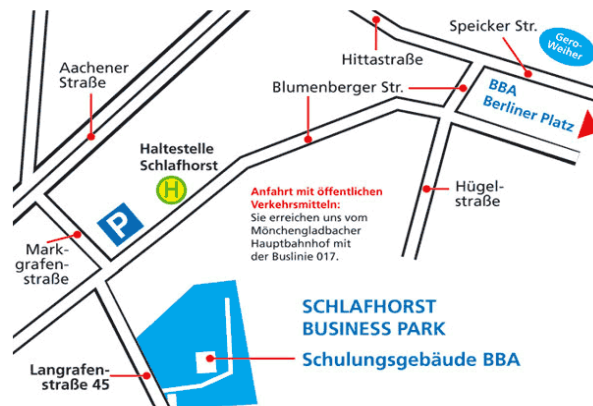 Speicker Str.
Gero-
Weiher
Hittastraße
Aachener
Straße
Blumenberger Str.
BBA
Berliner Platz
Haltestelle
Schlafhorst
H
P
Anfahrt mit öffentlichen
Verkehrsmitteln:
Sie erreichen uns vom
Mönchengladbacher
Hauptbahnhof mit
der Buslinie 017.
Hügel-
straße
Mark-
grafen-
straße
SCHLAFHORST
BUSINESS PARK
Schulungsgebäude BBA
Langrafen-
straße 45